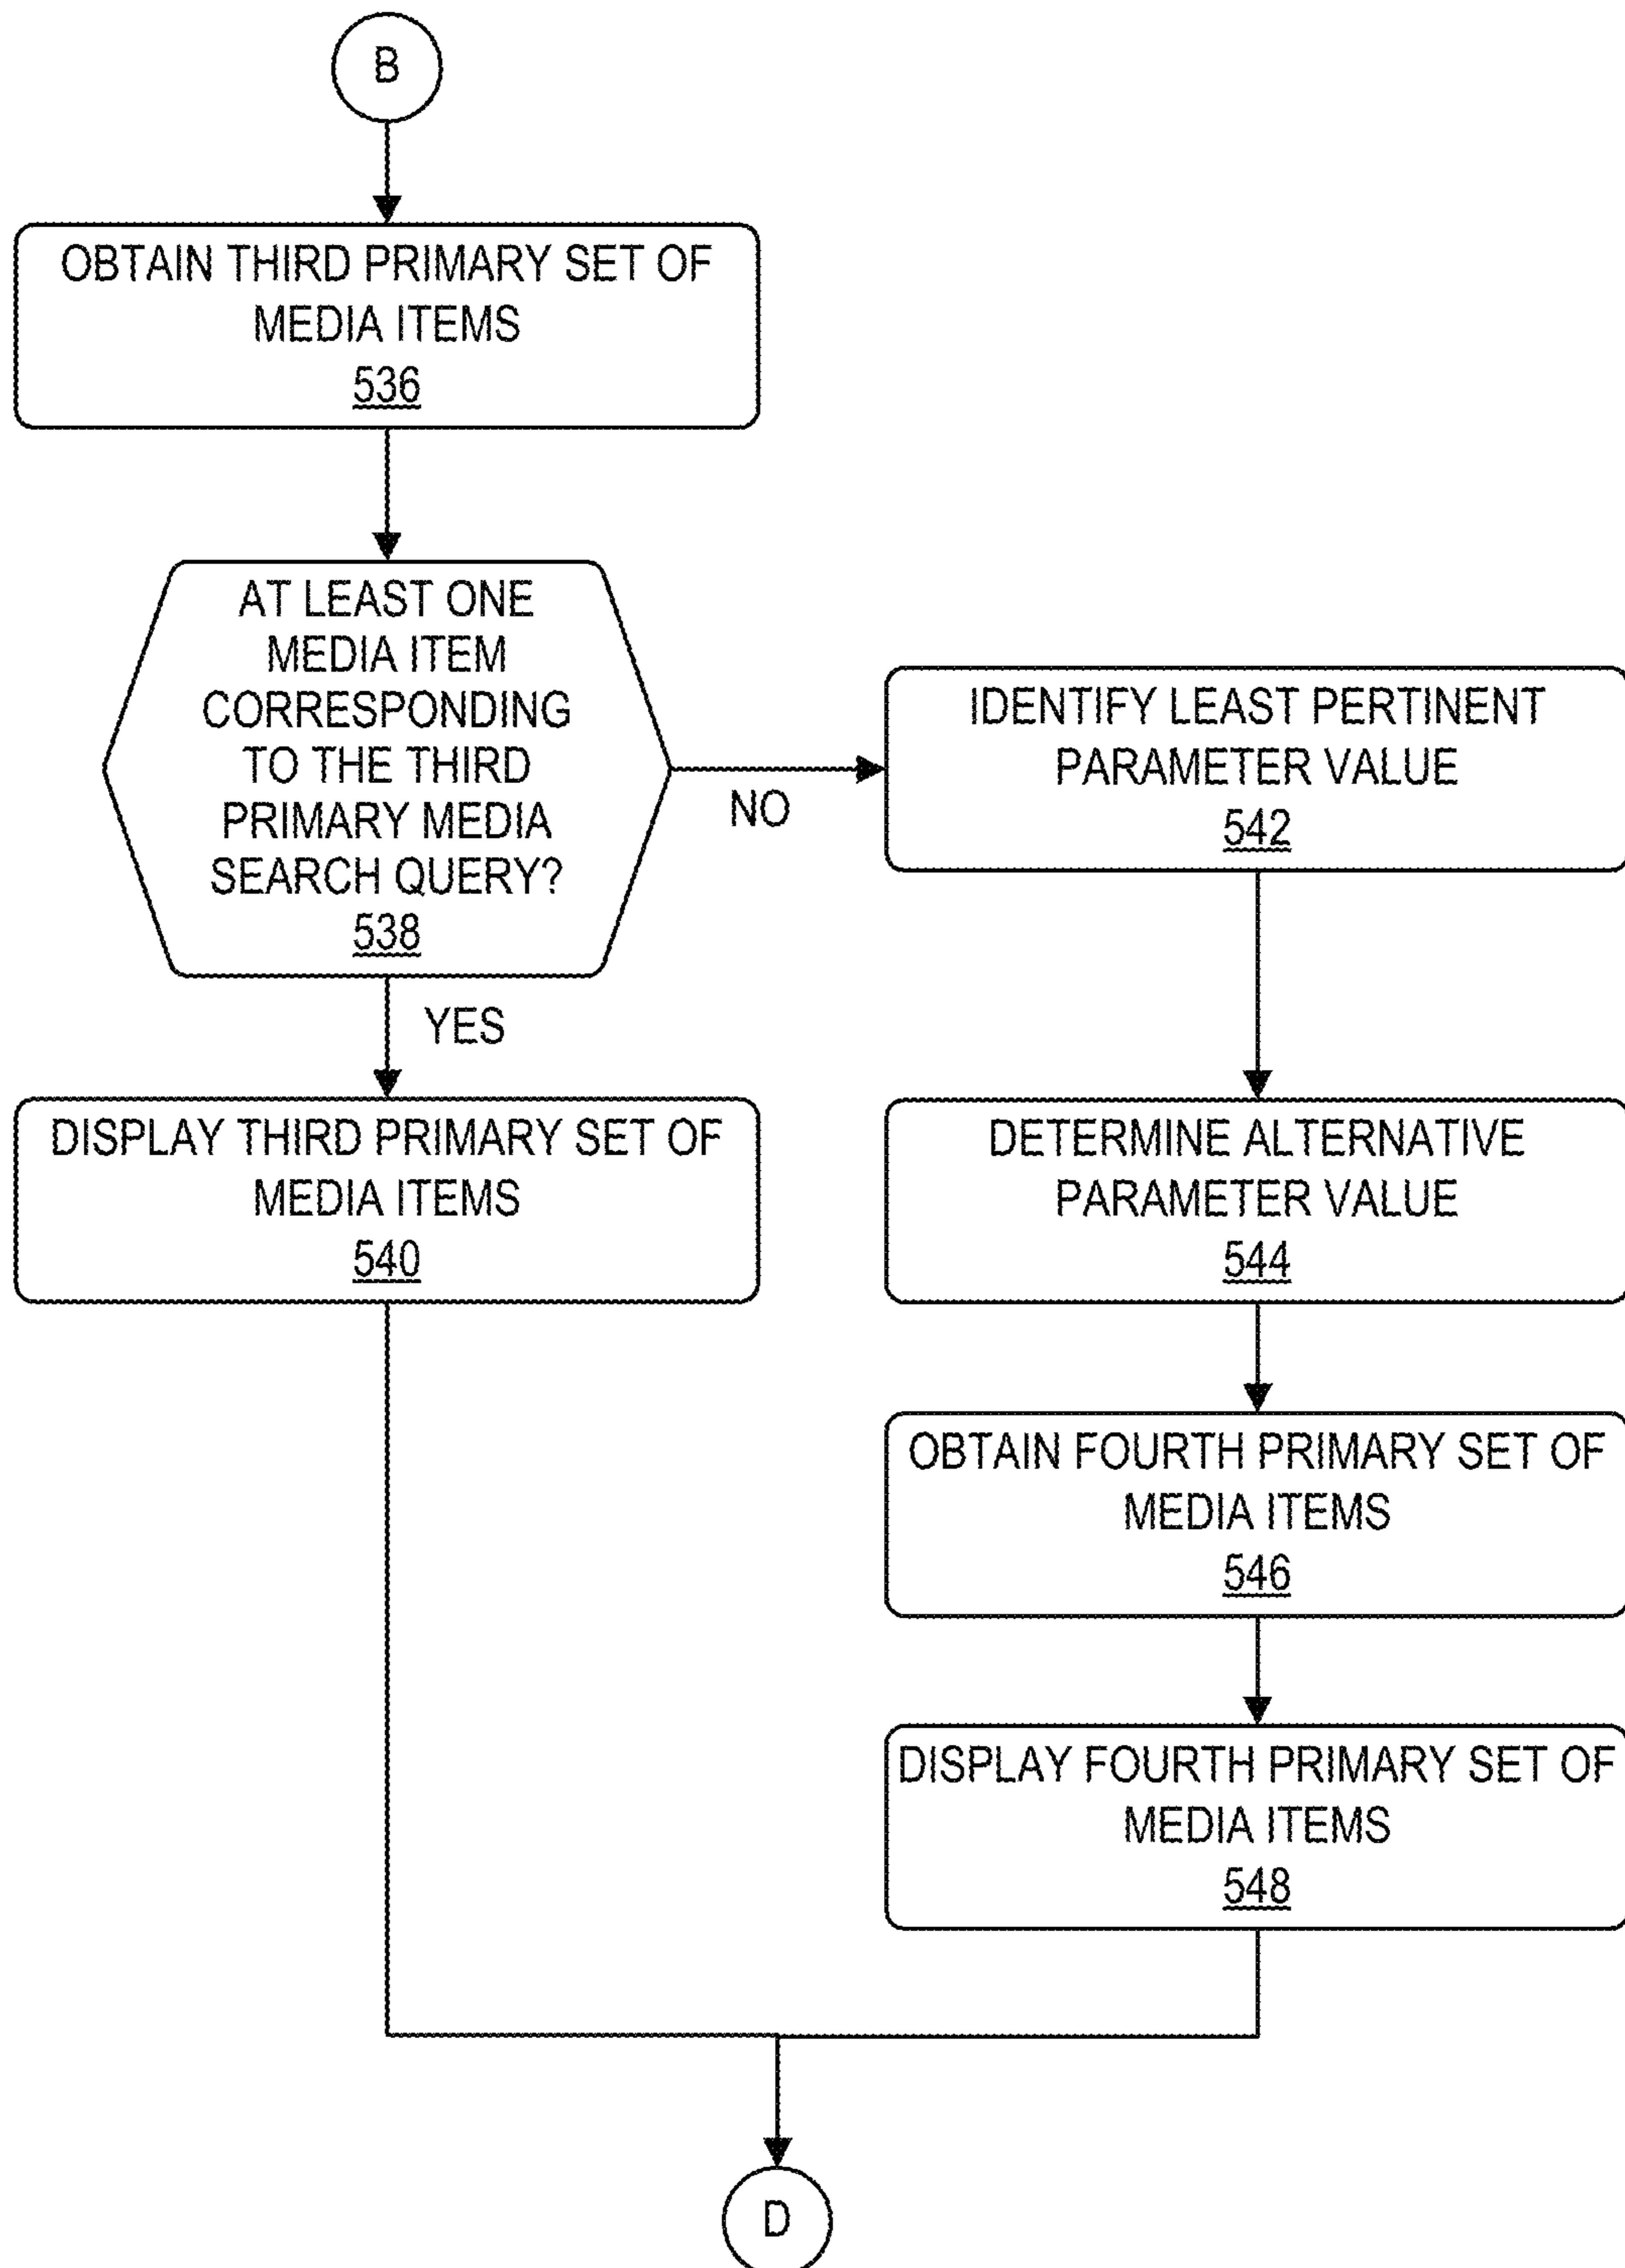 B
OBTAIN THIRD PRIMARY SET OF
MEDIA ITEMS
536
AT LEAST ONE
MEDIA ITEM
CORRESPONDING
TO THE THIRD
PRIMARY MEDIA
SEARCH QUERY?
538
NO
IDENTIFY LEAST PERTINENT
PARAMETER VALUE
542
YES
DISPLAY THIRD PRIMARY SET OF
MEDIA ITEMS
540
DETERMINE ALTERNATIVE
PARAMETER VALUE
544
OBTAIN FOURTH PRIMARY SET OF
MEDIA ITEMS
546
DISPLAY FOURTH PRIMARY SET OF
MEDIA ITEMS
548
D